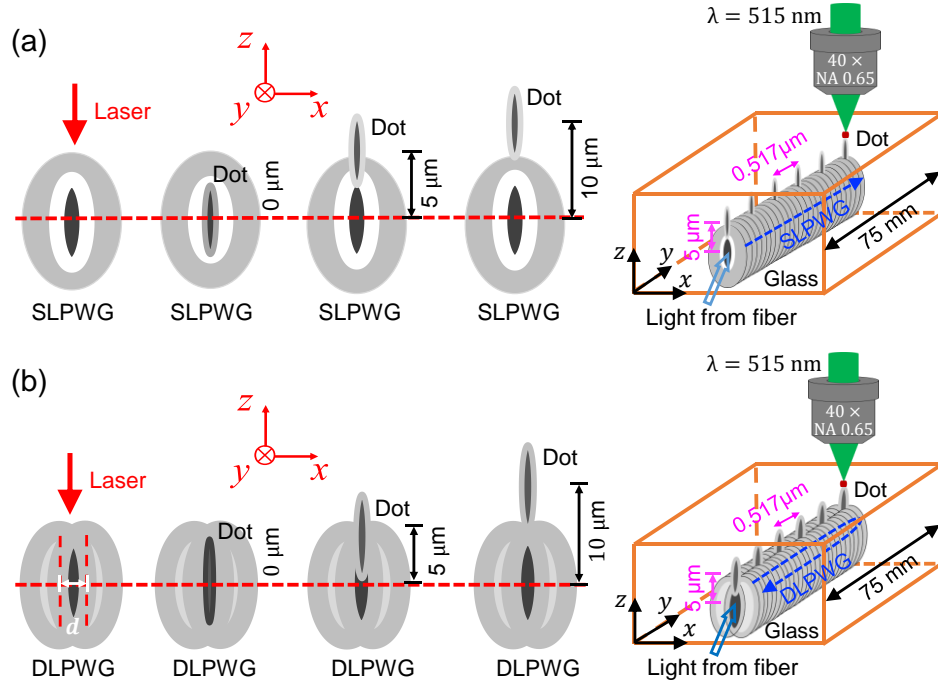 (a)
z
y
x
Laser
Dot
0 μm
Dot
5 μm
Dot
10 μm
SLPWG
SLPWG
SLPWG
SLPWG
λ = 515 nm
40 ×
NA 0.65
Dot
0.517μm
5 μm
SLPWG
75 mm
z
y
x
Glass
Light from fiber
(b)
z
y
x
Laser
d
Dot
0 μm
Dot
5 μm
Dot
10 μm
DLPWG
DLPWG
DLPWG
DLPWG
λ = 515 nm
40 ×
NA 0.65
Dot
0.517μm
5 μm
DLPWG
75 mm
z
y
x
Glass
Light from fiber